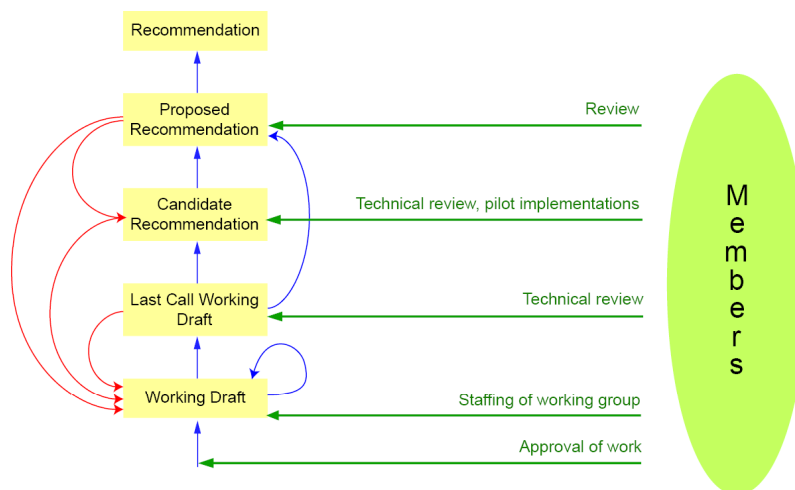 Recommendation
Proposed
Recommendation
Review
Candidate
Recommendation
Technical review, pilot implementations
Last Call Working
Draft
Technical review
Working Draft
Staffing of working group
Approval of work
Members